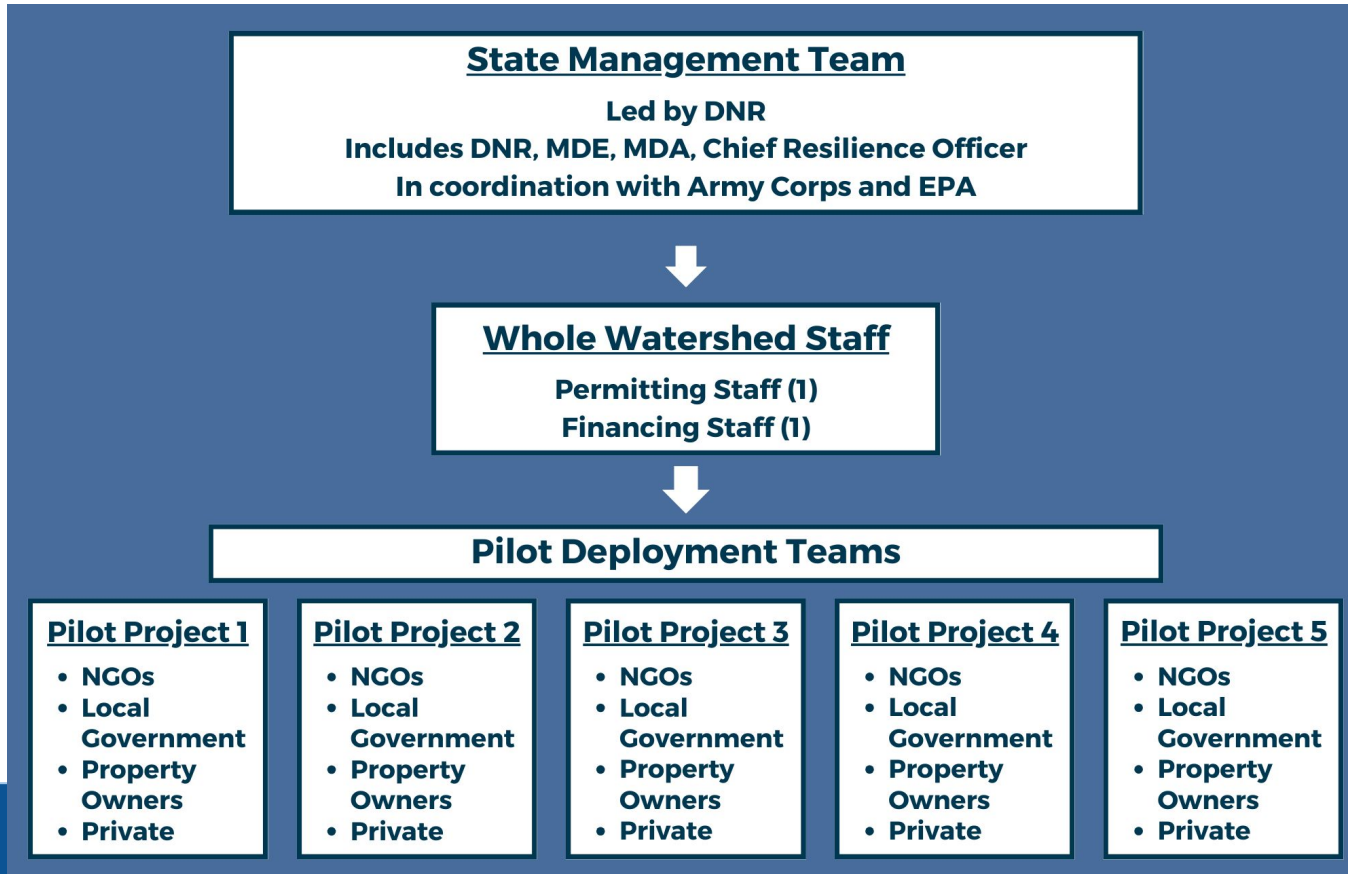 State Management Team
Led by DNR
Includes DNR, MDE, MDA, Chief Resilience Officer
In coordination with Army Corps and EPA
Whole Watershed Staff
Permitting Staff (1)
Financing Staff (1)
Pilot Deployment Teams
Pilot Project 1
• NGOs
• Local
Government
• Property
Owners
• Private
Pilot Project 2
• NGOs
• Local
Government
• Property
Owners
• Private
Pilot Project 3
• NGOs
• Local
Government
• Property
Owners
• Private
Pilot Project 4
• NGOs
• Local
Government
• Property
Owners
• Private
Pilot Project 5
• NGOs
• Local
Government
• Property
Owners
• Private